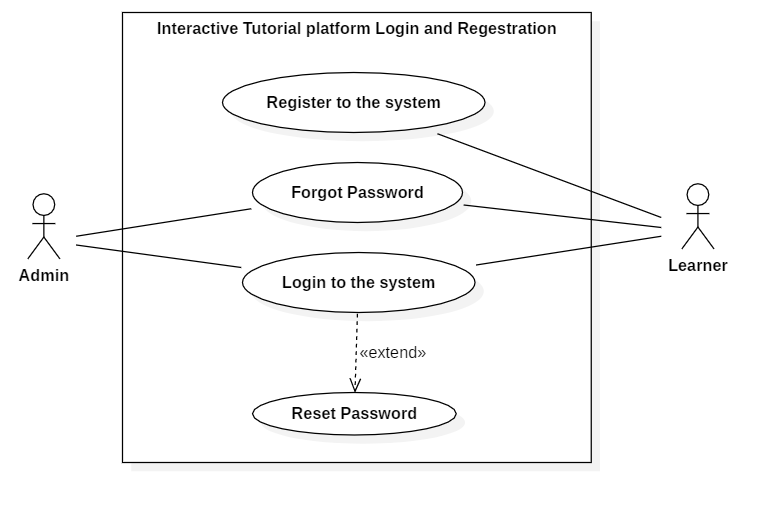 Interactive Tutorial platform Login and Regestration
Register to the system
Forgot Password
Admin
Learner
Login to the system
«extend»
Reset Password